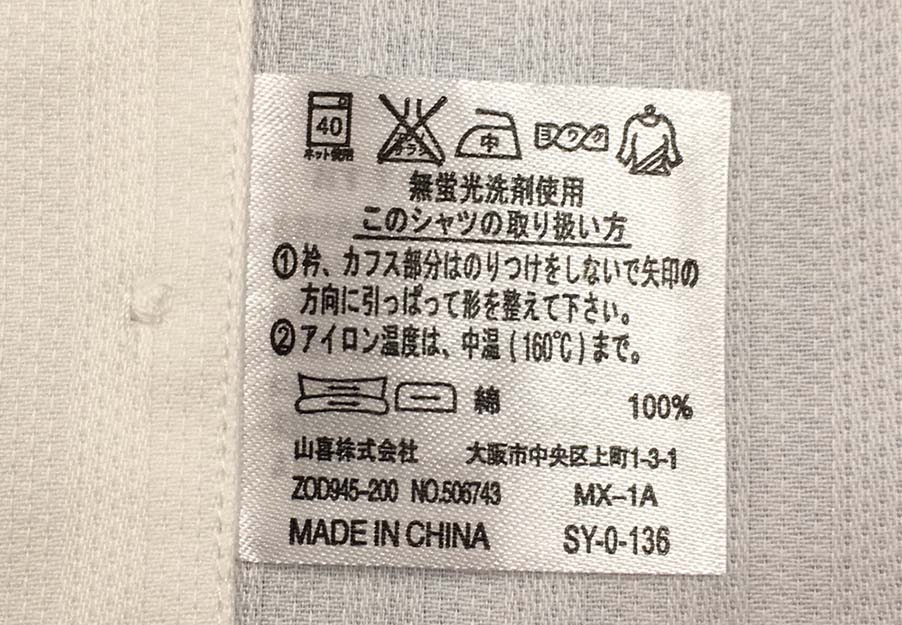 40 中 ヨワク
ネット使用
無蛍光洗剤使用
このシャツの取り扱い方
①衿、カフス部分はのりつけをしないで矢印の
方向に引っぱって形を整えて下さい。
②アイロン温度は、中温(160℃)まで。
綿 100%
山喜株式会社 大阪市中央区上町1-3-1
ZOD945-200 NO.506743 MX-1A
MADE IN CHINA SY-0-136